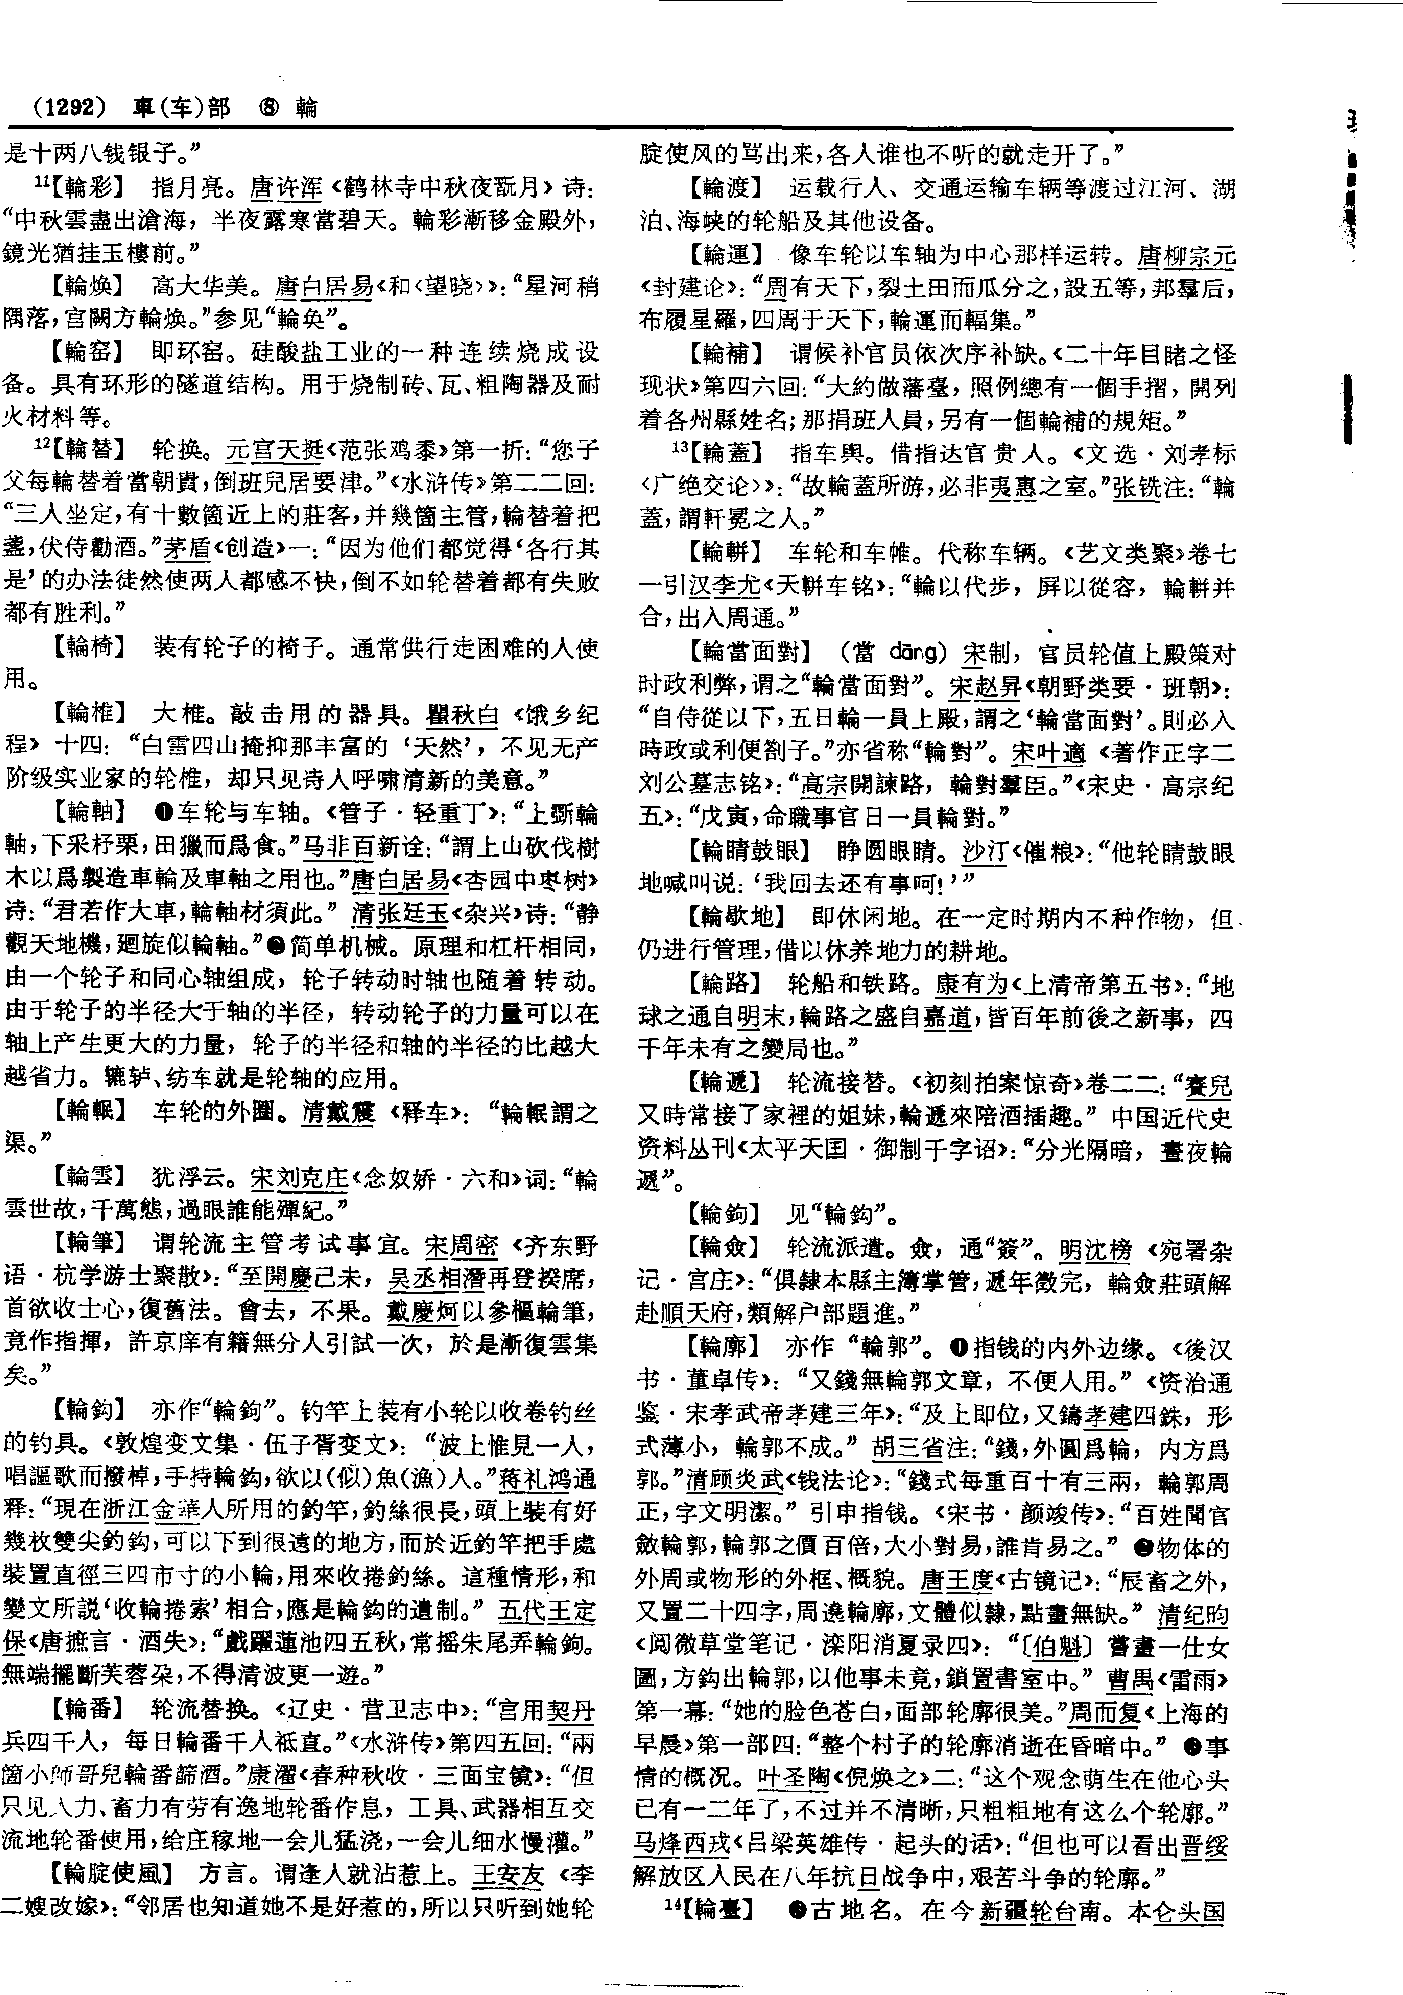 (1292) 車(车)部 ⑧ 輪
是十两八钱银子。”
11【輪彩】 指月亮。唐许浑《鹤林寺中秋夜翫月》诗:
“中秋雲盡出滄海，半夜露寒當碧天。輪彩漸移金殿外，
鏡光猶挂玉樓前。”
【輪焕】 高大华美。唐白居易《和〈望晓〉》:“星河稍
隅落，宫闕方輪焕。”参见“輪奂”。
【輪窑】 即环窑。硅酸盐工业的一种连续烧成设
备。具有环形的隧道结构。用于烧制砖、瓦、粗陶器及耐
火材料等。
12【輪替】 轮换。元宫天挺《范张鸡黍》第一折:“您子
父每輪替着當朝貴，倒班兒居要津。”《水浒传》第二二回:
“三人坐定，有十數箇近上的莊客，并幾箇主管，輪替着把
盞，伏侍勸酒。”茅盾《创造》一:“因为他们都觉得‘各行其
是’的办法徒然使两人都感不快，倒不如轮替着都有失败
都有胜利。”
【輪椅】 装有轮子的椅子。通常供行走困难的人使
用。
【輪椎】 大椎。敲击用的器具。瞿秋白《饿乡纪
程》十四:“白雪四山掩抑那丰富的‘天然’，不见无产
阶级实业家的轮椎，却只见诗人呼啸清新的美意。”
【輪軸】 ❶车轮与车轴。《管子·轻重丁》:“上斲輪
軸，下采杼栗，田獵而爲食。”马非百新诠:“謂上山砍伐樹
木以爲製造車輪及車軸之用也。”唐白居易《杏园中枣树》
诗:“君若作大車，輪軸材須此。”清张廷玉《杂兴》诗:“静
觀天地機，廻旋似輪軸。”❷简单机械。原理和杠杆相同，
由一个轮子和同心轴组成，轮子转动时轴也随着转动。
由于轮子的半径大于轴的半径，转动轮子的力量可以在
轴上产生更大的力量，轮子的半径和轴的半径的比越大
越省力。辘轳、纺车就是轮轴的应用。
【輪輥】 车轮的外圈。清戴震《释车》:“輪輥謂之
渠。”
【輪雲】 犹浮云。宋刘克庄《念奴娇·六和》词:“輪
雲世故，千萬態，過眼誰能殫紀。”
【輪筆】 谓轮流主管考试事宜。宋周密《齐东野
语·杭学游士聚散》:“至開慶己未，吴丞相潛再登揆席，
首欲收士心，復舊法。會去，不果。戴慶炣以參樞輪筆，
竟作指揮，許京庠有籍無分人引試一次，於是漸復雲集
矣。”
【輪鈎】 亦作“輪鉤”。钓竿上装有小轮以收卷钓丝
的钓具。《敦煌变文集·伍子胥变文》:“波上惟見一人，
唱謳歌而撥棹，手持輪鈎，欲以(似)魚(漁)人。”蒋礼鸿通
释:“現在浙江金華人所用的釣竿，釣絲很長，頭上裝有好
幾枚雙尖釣鈎，可以下到很遠的地方，而於近釣竿把手處
裝置直徑三四市寸的小輪，用來收捲釣絲。這種情形，和
變文所説‘收輪捲索’相合，應是輪鈎的遺制。”五代王定
保《唐摭言·酒失》:“戲躍蓮池四五秋，常摇朱尾弄輪鉤。
無端擺斷芙蓉朶，不得清波更一遊。”
【輪番】 轮流替换。《辽史·营卫志中》:“宫用契丹
兵四千人，每日輪番千人祗直。”《水浒传》第四五回:“兩
箇小師哥兒輪番篩酒。”康濯《春种秋收·三面宝镜》:“但
只见人力、畜力有劳有逸地轮番作息，工具、武器相互交
流地轮番使用，给庄稼地一会儿猛浇，一会儿细水慢灌。”
【輪腚使風】 方言。谓逢人就沾惹上。王安友《李
二嫂改嫁》:“邻居也知道她不是好惹的，所以只听到她轮
腚使风的骂出来，各人谁也不听的就走开了。”
【輪渡】 运载行人、交通运输车辆等渡过江河、湖
泊、海峡的轮船及其他设备。
【輪運】 像车轮以车轴为中心那样运转。唐柳宗元
《封建论》:“周有天下，裂土田而瓜分之，設五等，邦羣后，
布履星羅，四周于天下，輪運而輻集。”
【輪補】 谓候补官员依次序补缺。《二十年目睹之怪
现状》第四六回:“大約做藩臺，照例總有一個手摺，開列
着各州縣姓名；那捐班人員，另有一個輪補的規矩。”
13【輪蓋】 指车舆。借指达官贵人。《文选·刘孝标
〈广绝交论〉》:“故輪蓋所游，必非夷惠之室。”张铣注:“輪
蓋，謂軒冕之人。”
【輪軿】 车轮和车帷。代称车辆。《艺文类聚》卷七
一引汉李尤《天軿车铭》:“輪以代步，屏以從容，輪軿并
合，出入周通。”
【輪當面對】 (當 dāng) 宋制，官员轮值上殿策对
时政利弊，谓之“輪當面對”。宋赵昇《朝野类要·班朝》:
“自侍從以下，五日輪一員上殿，謂之‘輪當面對’。則必入
時政或利便劄子。”亦省称“輪對”。宋叶適《著作正字二
刘公墓志铭》:“高宗開諫路，輪對羣臣。”《宋史·高宗纪
五》:“戊寅，命職事官日一員輪對。”
【輪睛鼓眼】 睁圆眼睛。沙汀《催粮》:“他轮睛鼓眼
地喊叫说:‘我回去还有事呵！’”
【輪歇地】 即休闲地。在一定时期内不种作物，但
仍进行管理，借以休养地力的耕地。
【輪路】 轮船和铁路。康有为《上清帝第五书》:“地
球之通自明末，輪路之盛自嘉道，皆百年前後之新事，四
千年未有之變局也。”
【輪遞】 轮流接替。《初刻拍案惊奇》卷二二:“賽兒
又時常接了家裡的姐妹，輪遞來陪酒插趣。”中国近代史
资料丛刊《太平天国·御制千字诏》:“分光隔暗，晝夜輪
遞”。
【輪鉤】 见“輪鈎”。
【輪僉】 轮流派遣。僉，通“簽”。明沈榜《宛署杂
记·宫庄》:“俱隸本縣主簿掌管，遞年徵完，輪僉莊頭解
赴順天府，類解户部題進。”
【輪廓】 亦作“輪郭”。❶指钱的内外边缘。《後汉
书·董卓传》:“又錢無輪郭文章，不便人用。”《资治通
鉴·宋孝武帝孝建三年》:“及上即位，又鑄孝建四銖，形
式薄小，輪郭不成。”胡三省注:“錢，外圓爲輪，内方爲
郭。”清顾炎武《钱法论》:“錢式每重百十有三兩，輪郭周
正，字文明潔。”引申指钱。《宋书·颜竣传》:“百姓聞官
斂輪郭，輪郭之價百倍，大小對易，誰肯易之。”❷物体的
外周或物形的外框、概貌。唐王度《古镜记》:“辰畜之外，
又置二十四字，周遶輪廓，文體似隸，點畫無缺。”清纪昀
《阅微草堂笔记·滦阳消夏录四》:“〔伯魁〕嘗畫一仕女
圖，方鈎出輪郭，以他事未竟，鎖置書室中。”曹禺《雷雨》
第一幕:“她的脸色苍白，面部轮廓很美。”周而复《上海的
早晨》第一部四:“整个村子的轮廓消逝在昏暗中。”❸事
情的概况。叶圣陶《倪焕之》二:“这个观念萌生在他心头
已有一二年了，不过并不清晰，只粗粗地有这么个轮廓。”
马烽西戎《吕梁英雄传·起头的话》:“但也可以看出晋绥
解放区人民在八年抗日战争中，艰苦斗争的轮廓。”
14【輪臺】 ❶古地名。在今新疆轮台南。本仑头国